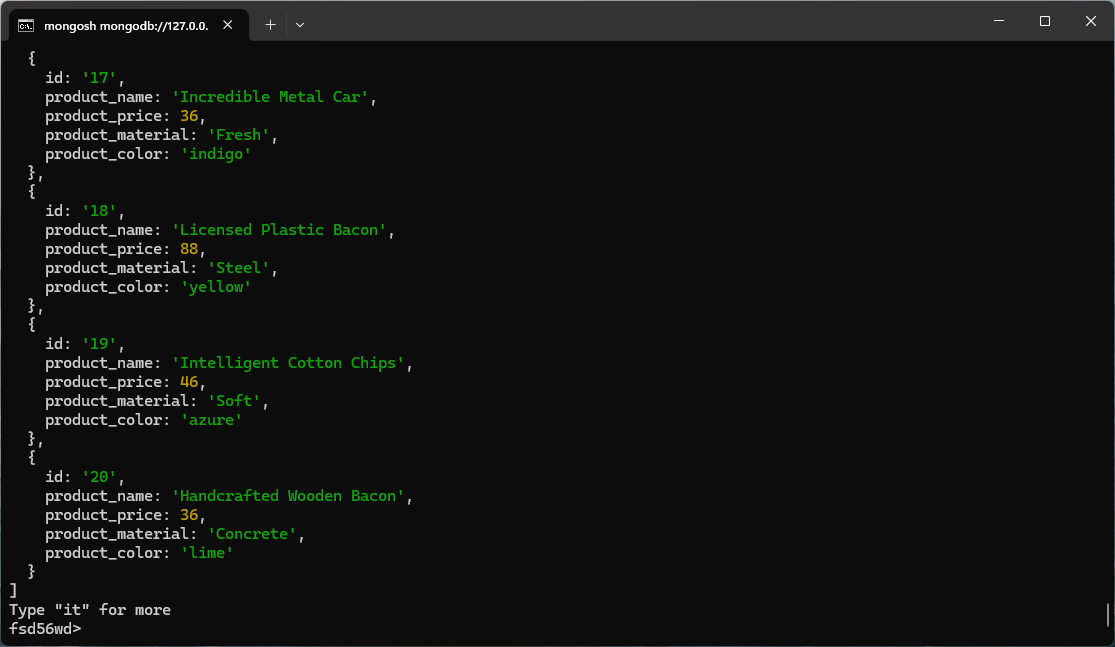 mongosh mongodb://127.0.0.
{
id: '17',
product_name: 'Incredible Metal Car',
product_price: 36,
product_material: 'Fresh',
product_color: 'indigo'
},
{
id: '18',
product_name: 'Licensed Plastic Bacon',
product_price: 88,
product_material: 'Steel',
product_color: 'yellow'
},
{
id: '19',
product_name: 'Intelligent Cotton Chips',
product_price: 46,
product_material: 'Soft',
product_color: 'azure'
},
{
id: '20',
product_name: 'Handcrafted Wooden Bacon',
product_price: 36,
product_material: 'Concrete',
product_color: 'lime'
}
]
Type "it" for more
fsd56wd>